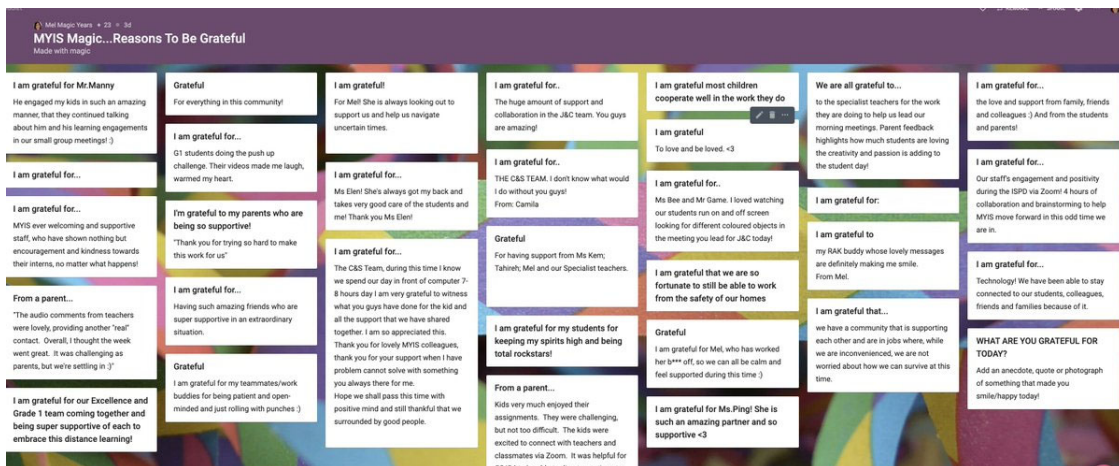 Mel Magic Years • 23 • 3d
MYIS Magic...Reasons To Be Grateful
Made with magic
REMAKE
SHARE
I am grateful for Mr.Manny
He engaged my kids in such an amazing
manner, that they continued talking
about him and his learning engagements
in our small group meetings! :)
I am grateful for...
I am grateful for...
MYIS ever welcoming and supportive
staff, who have shown nothing but
encouragement and kindness towards
their interns, no matter what happens!
From a parent...
"The audio comments from teachers
were lovely, providing another "real"
contact. Overall, I thought the week
went great. It was challenging as
parents, but we're settling in :)"
I am grateful for our Excellence and
Grade 1 team coming together and
being super supportive of each to
embrace this distance learning!
Grateful
For everything in this community!
I am grateful for...
G1 students doing the push up
challenge. Their videos made me laugh,
warmed my heart.
I'm grateful to my parents who are
being so supportive!
"Thank you for trying so hard to make
this work for us"
I am grateful for...
Having such amazing friends who are
super supportive in an extraordinary
situation.
Grateful
I am grateful for my teammates/work
buddies for being patient and open-
minded and just rolling with punches :)
I am grateful!
For Mel! She is always looking out to
support us and help us navigate
uncertain times.
I am grateful for...
Ms Elen! She's always got my back and
takes very good care of the students and
me! Thank you Ms Elen!
I am grateful for...
The C&S Team, during this time I know
we spend our day in front of computer 7-
8 hours day I am very grateful to witness
what you guys have done for the kid and
all the support that we have shared
together. I am so appreciated this.
Thank you for lovely MYIS colleagues,
thank you for your support when I have
problem cannot solve with something
you always there for me.
Hope we shall pass this time with
positive mind and still thankful that we
surrounded by good people.
I am grateful for..
The huge amount of support and
collaboration in the J&C team. You guys
are amazing!
I am grateful for..
THE C&S TEAM. I don't know what would
I do without you guys!
From: Camila
Grateful
For having support from Ms Kem;
Tahireh; Mel and our Specialist teachers.
I am grateful for my students for
keeping my spirits high and being
total rockstars!
From a parent...
Kids very much enjoyed their
assignments. They were challenging,
but not too difficult. The kids were
excited to connect with teachers and
classmates via Zoom. It was helpful for
I am grateful most children
cooperate well in the work they do
I am grateful
To love and be loved. <3
I am grateful for..
Ms Bee and Mr Game. I loved watching
our students run on and off screen
looking for different coloured objects in
the meeting you lead for J&C today!
I am grateful that we are so
fortunate to still be able to work
from the safety of our homes
Grateful
I am grateful for Mel, who has worked
her b*** off, so we can all be calm and
feel supported during this time :)
I am grateful for Ms.Ping! She is
such an amazing partner and so
supportive <3
We are all grateful to...
to the specialist teachers for the work
they are doing to help us lead our
morning meetings. Parent feedback
highlights how much students are loving
the creativity and passion is adding to
the student day!
I am grateful for:
I am grateful to
my RAK buddy whose lovely messages
are definitely making me smile.
From Mel.
I am grateful that...
we have a community that is supporting
each other and are in jobs where, while
we are inconvenienced, we are not
worried about how we can survive at this
time.
I am grateful for...
the love and support from family, friends
and colleagues :) And from the students
and parents!
I am grateful for...
Our staff's engagement and positivity
during the ISPD via Zoom! 4 hours of
collaboration and brainstorming to help
MYIS move forward in this odd time we
are in.
I am grateful for...
Technology! We have been able to stay
connected to our students, colleagues,
friends and families because of it.
WHAT ARE YOU GRATEFUL FOR
TODAY?
Add an anecdote, quote or photograph
of something that made you
smile/happy today!